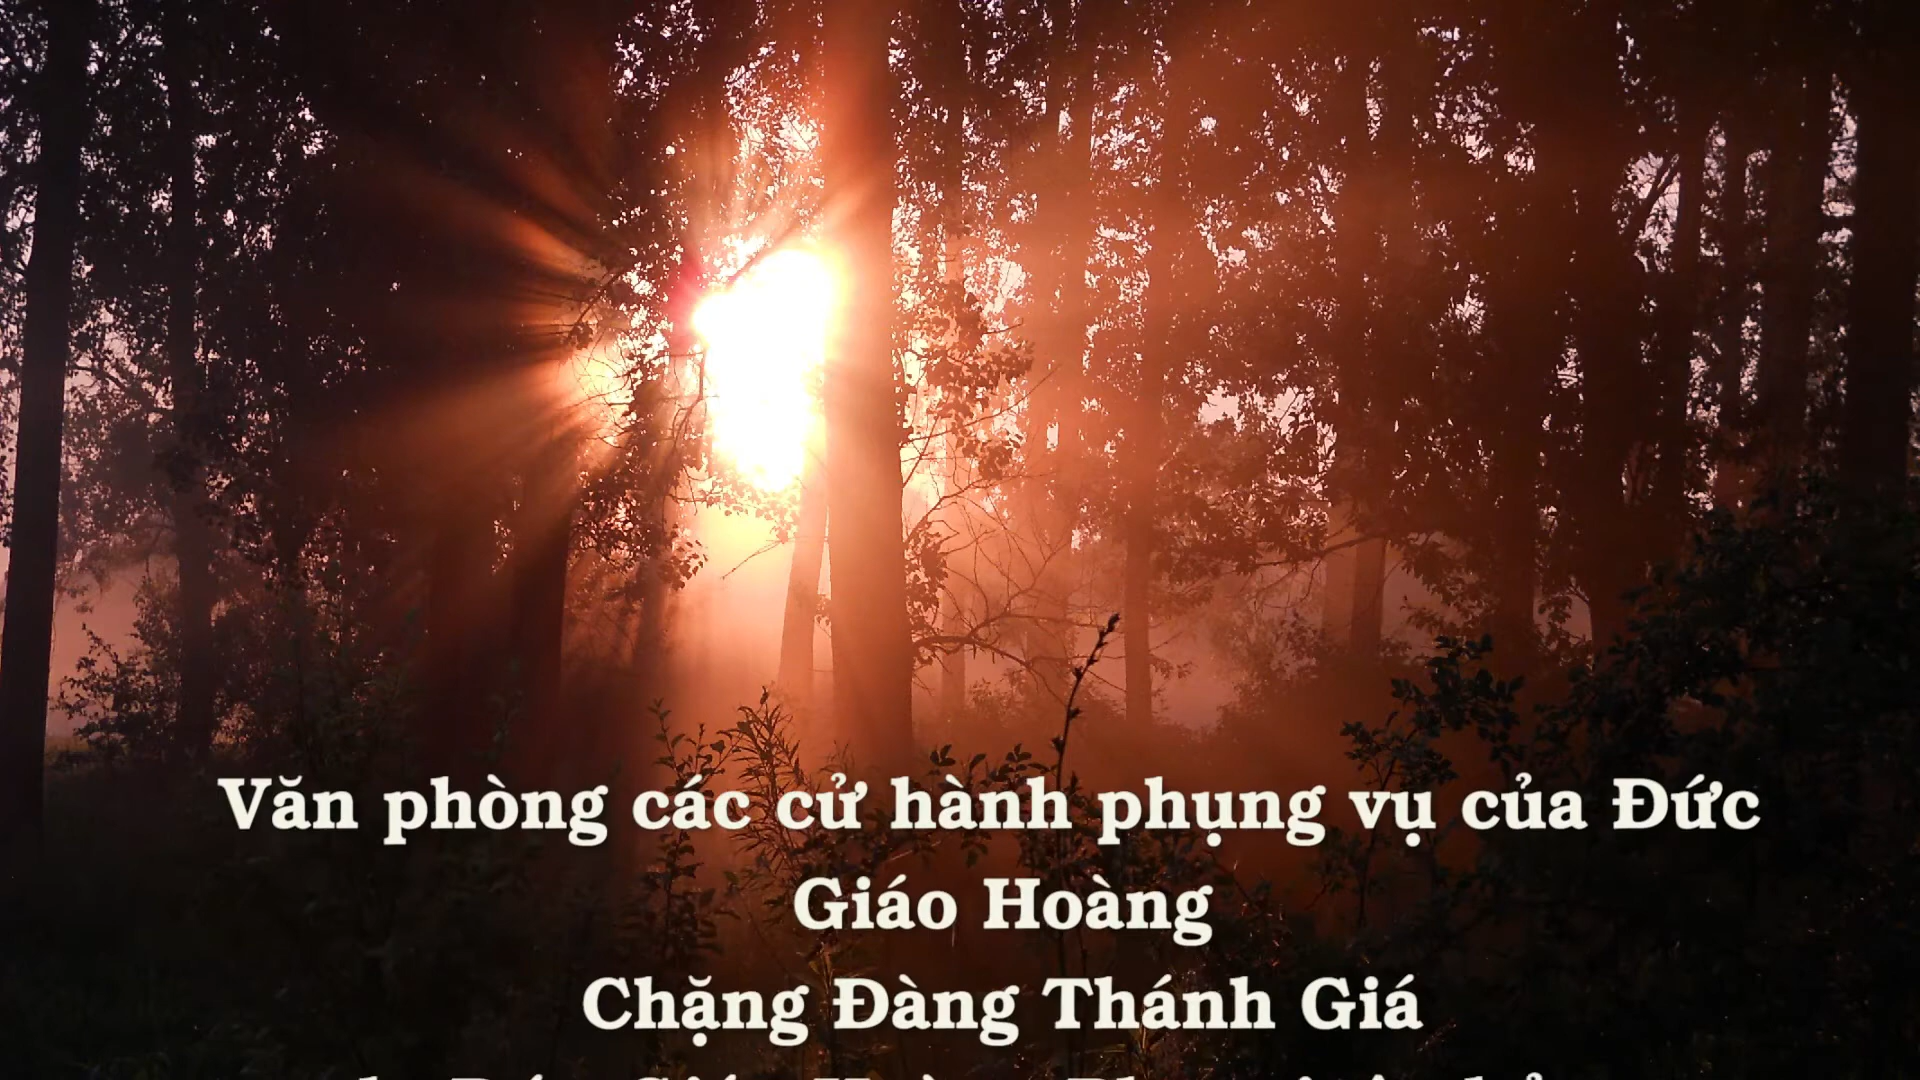 Văn phòng các cử hành phụng vụ của Đức
Giáo Hoàng
Chặng Đàng Thánh Giá